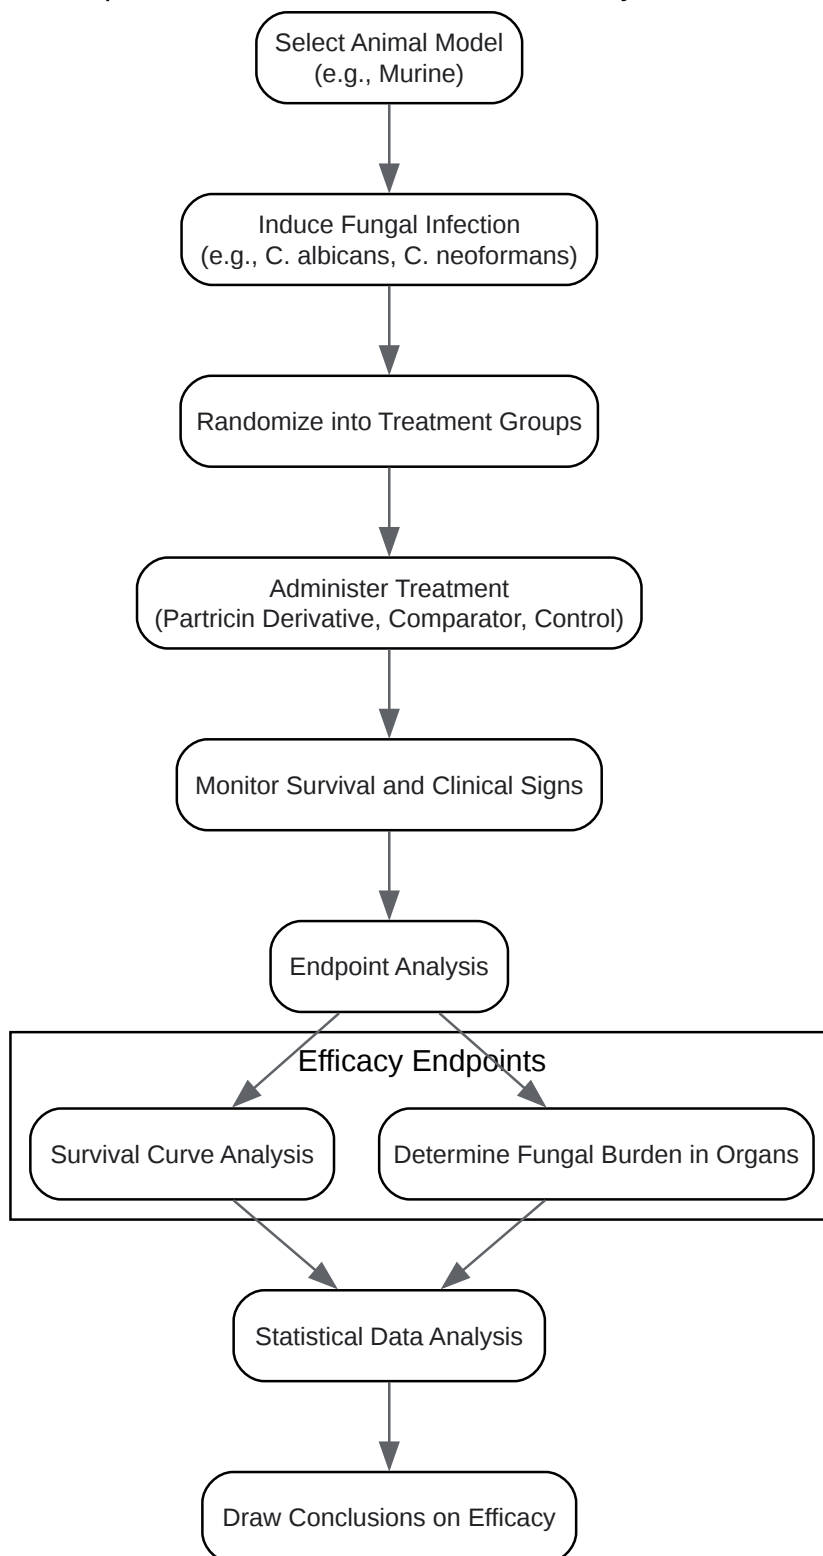 Select Animal Model
(e.g., Murine)
Induce Fungal Infection
(e.g., C. albicans, C. neoformans)
Randomize into Treatment Groups
Administer Treatment
(Partricin Derivative, Comparator, Control)
Monitor Survival and Clinical Signs
Endpoint Analysis
Efficacy Endpoints
Survival Curve Analysis
Determine Fungal Burden in Organs
Statistical Data Analysis
Draw Conclusions on Efficacy